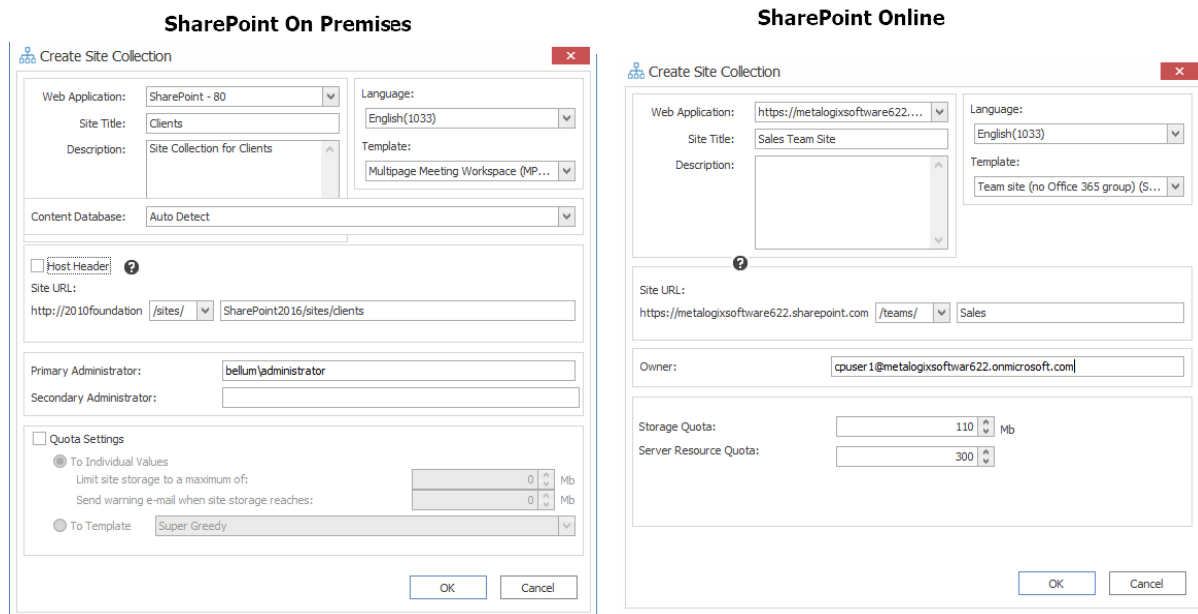 SharePoint On Premises
Create Site Collection
Web Application: SharePoint - 80
Site Title: Clients
Description: Site Collection for Clients
Language:
English(1033)
Template:
Multipage Meeting Workspace (MP...
Content Database: Auto Detect
Host Header ?
Site URL:
http://2010foundation /sites/ SharePoint2016/sites/clients
Primary Administrator: bellum\administrator
Secondary Administrator:
Quota Settings
To Individual Values
Limit site storage to a maximum of: 0 Mb
Send warning e-mail when site storage reaches: 0 Mb
To Template Super Greedy
OK Cancel
SharePoint Online
Create Site Collection
Web Application: https://metalogixsoftware622....
Site Title: Sales Team Site
Description:
Language:
English(1033)
Template:
Team site (no Office 365 group) (S...
?
Site URL:
https://metalogixsoftware622.sharepoint.com /teams/ Sales
Owner: cpuser1@metalogixsoftwar622.onmicrosoft.com
Storage Quota: 110 Mb
Server Resource Quota: 300
OK Cancel